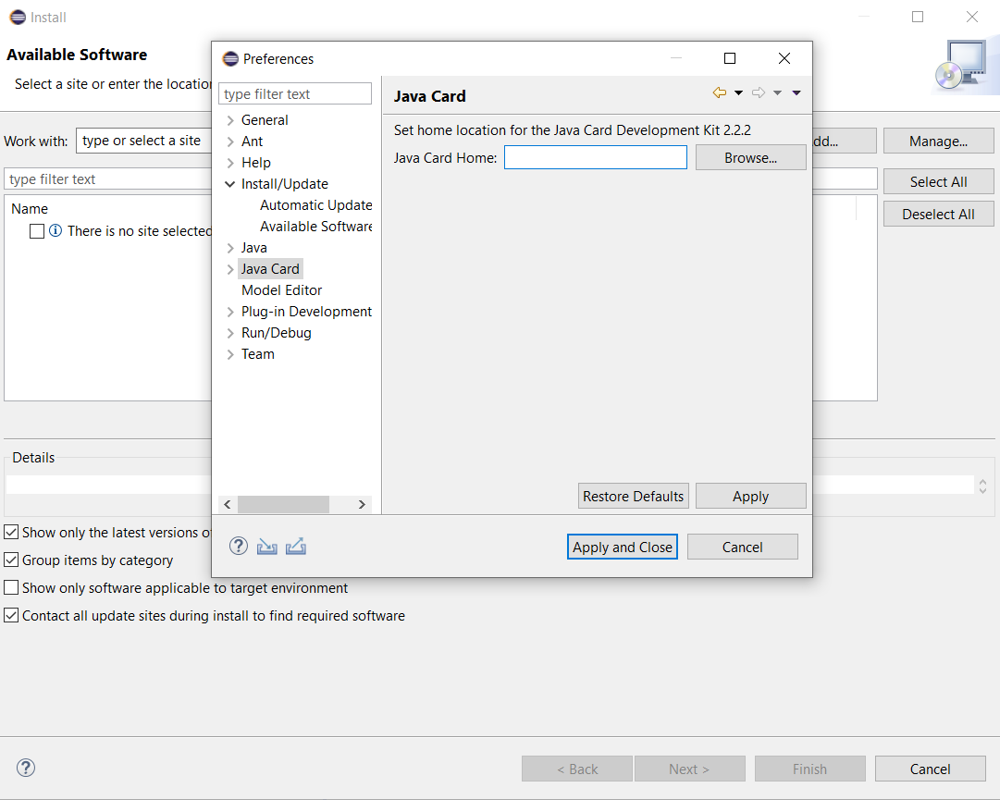 Install
Available Software
Select a site or enter the location
Work with:
type or select a site
dd...
Manage...
type filter text
Select All
Name
Deselect All
There is no site selected
Details
Show only the latest versions of
Group items by category
Show only software applicable to target environment
Contact all update sites during install to find required software
< Back
Next >
Finish
Cancel
Preferences
type filter text
General
Ant
Help
Install/Update
Automatic Update
Available Software
Java
Java Card
Model Editor
Plug-in Development
Run/Debug
Team
Java Card
Set home location for the Java Card Development Kit 2.2.2
Java Card Home:
Browse...
Restore Defaults
Apply
Apply and Close
Cancel